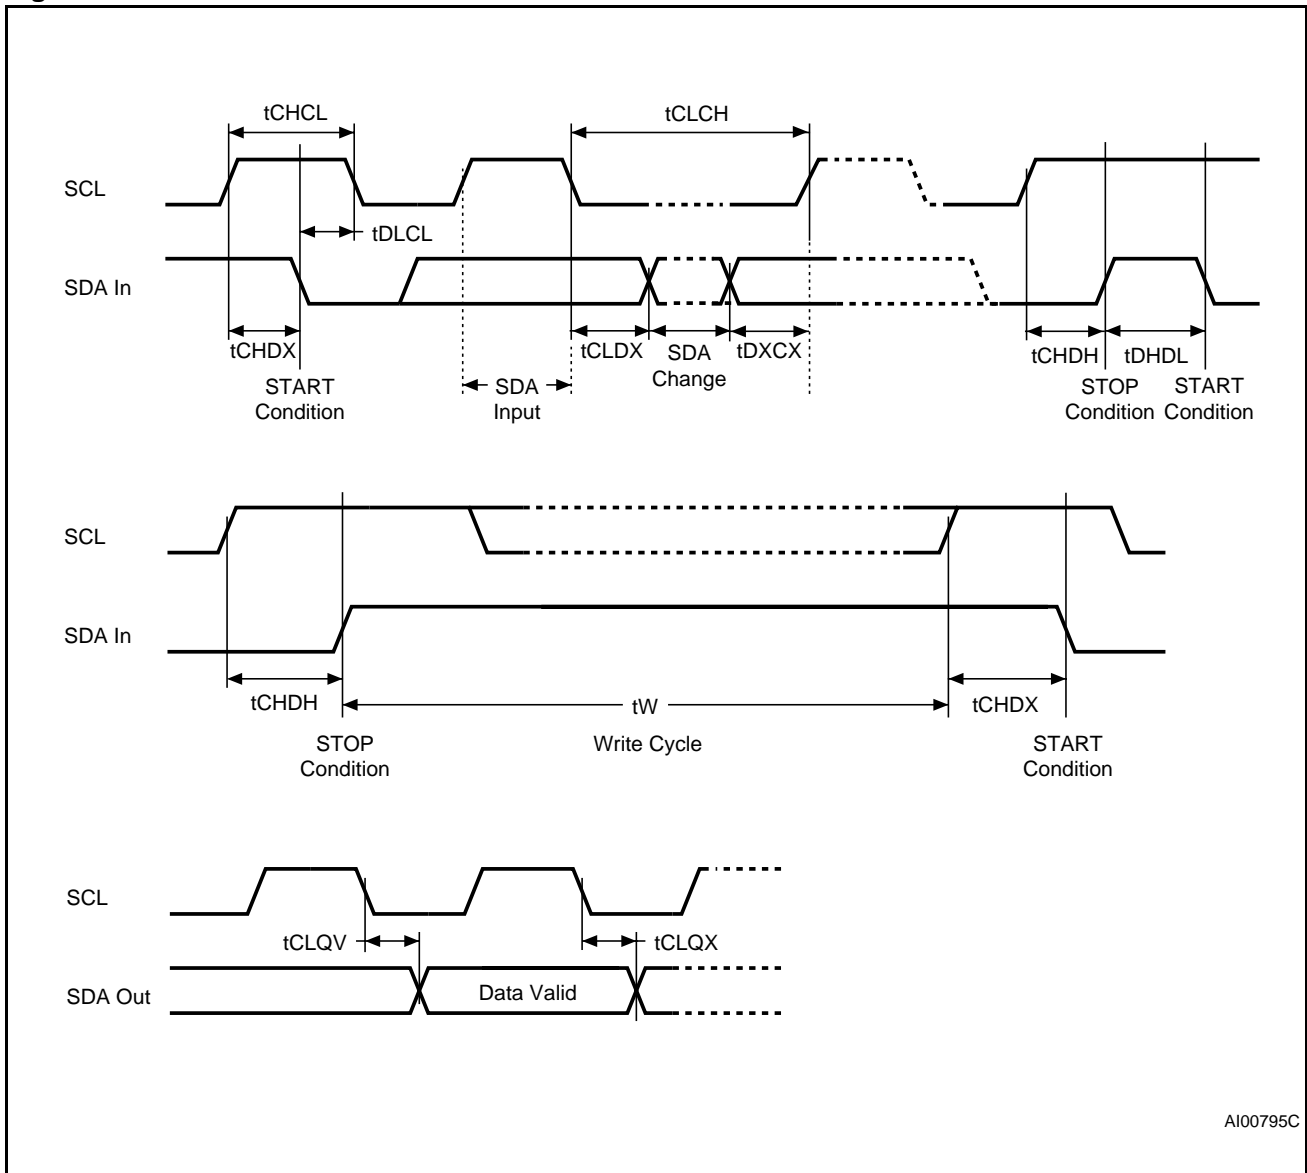 tCHCL
tCLCH
SCL
tDLCL
SDA In
tCHDX
tCLDX
SDA
Change
tDXCX
tCHDH
tDHDL
START
Condition
SDA
Input
STOP
Condition
START
Condition
SCL
SDA In
tCHDH
tW
tCHDX
STOP
Condition
Write Cycle
START
Condition
SCL
tCLQV
tCLQX
SDA Out
Data Valid
AI00795C